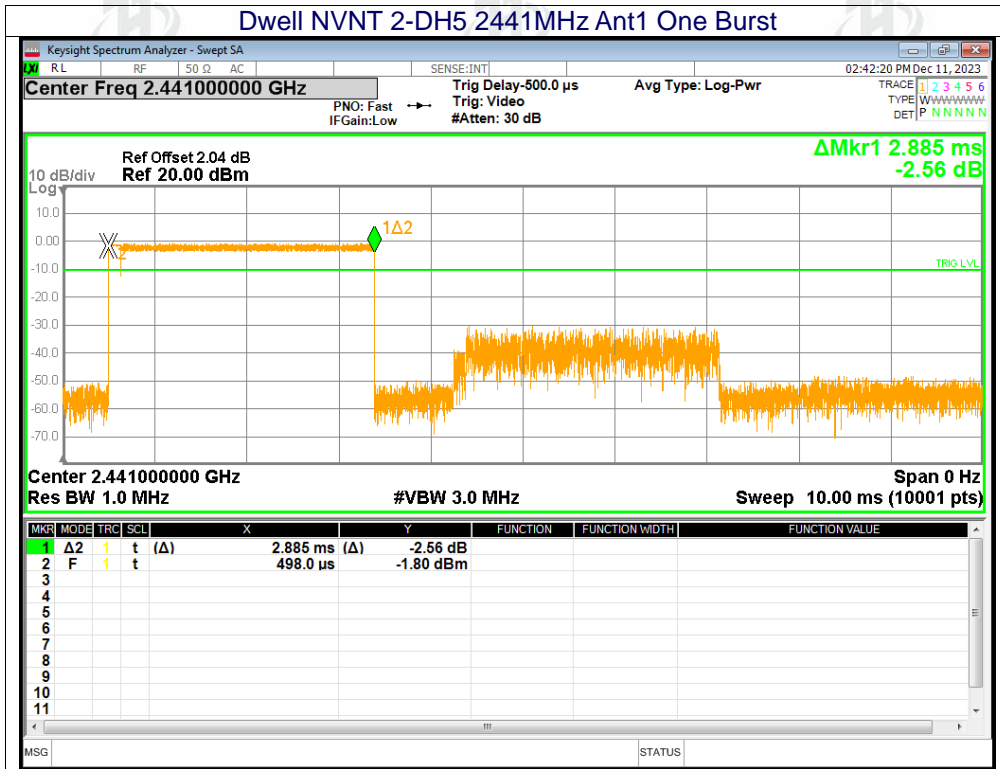 Dwell NVNT 2-DH5 2441MHz Ant1 One Burst
Keysight Spectrum Analyzer - Swept SA
LXI RL RF 50 Ω AC SENSE:INT 02:42:20 PM Dec 11, 2023
Center Freq 2.441000000 GHz Trig Delay-500.0 µs Avg Type: Log-Pwr TRACE 1 2 3 4 5 6
PNO: Fast Trig: Video TYPE WWWWWW
IFGain:Low #Atten: 30 dB DET P N N N N N
ΔMkr1 2.885 ms
-2.56 dB
Ref Offset 2.04 dB
10 dB/div Ref 20.00 dBm
Log
10.0
0.00
1Δ2
2
-10.0
TRIG LVL
-20.0
-30.0
-40.0
-50.0
-60.0
-70.0
Center 2.441000000 GHz Span 0 Hz
Res BW 1.0 MHz #VBW 3.0 MHz Sweep 10.00 ms (10001 pts)
MKR MODE TRC SCL X Y FUNCTION FUNCTION WIDTH FUNCTION VALUE
1 Δ2 1 t (Δ) 2.885 ms (Δ) -2.56 dB
2 F 1 t 498.0 µs -1.80 dBm
3
4
5
6
7
8
9
10
11
MSG STATUS